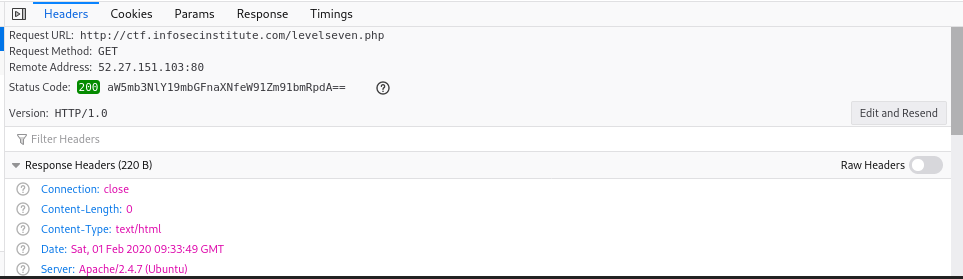 Headers Cookies Params Response Timings
Request URL: http://ctf.infosecinstitute.com/levelseven.php
Request Method: GET
Remote Address: 52.27.151.103:80
Status Code: 200 aW5mb3NlY19mbGFnaXNfeW91Zm91bmRpdA== ?
Version: HTTP/1.0 Edit and Resend
Filter Headers
Response Headers (220 B) Raw Headers
? Connection: close
? Content-Length: 0
? Content-Type: text/html
? Date: Sat, 01 Feb 2020 09:33:49 GMT
? Server: Apache/2.4.7 (Ubuntu)